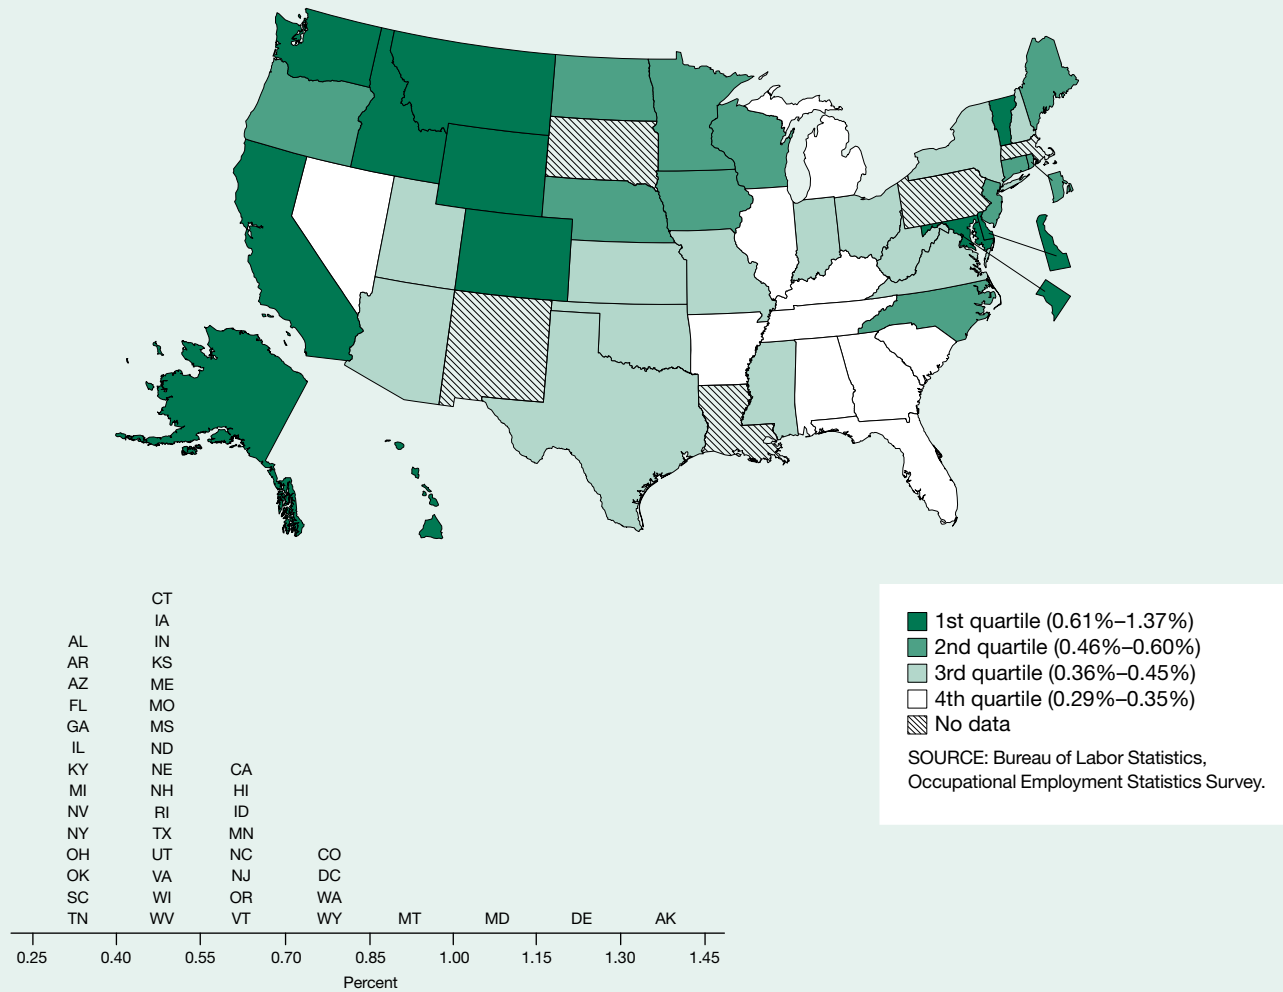 CT
IA
AL IN
AR KS
AZ ME
FL MO
GA MS
IL ND
KY NE CA
MI NH HI
NV RI ID
NY TX MN
OH UT NC CO
OK VA NJ DC
SC WI OR WA
TN WV VT WY MT MD DE AK
0.25 0.40 0.55 0.70 0.85 1.00 1.15 1.30 1.45
Percent
1st quartile (0.61%–1.37%)
2nd quartile (0.46%–0.60%)
3rd quartile (0.36%–0.45%)
4th quartile (0.29%–0.35%)
No data
SOURCE: Bureau of Labor Statistics,
Occupational Employment Statistics Survey.